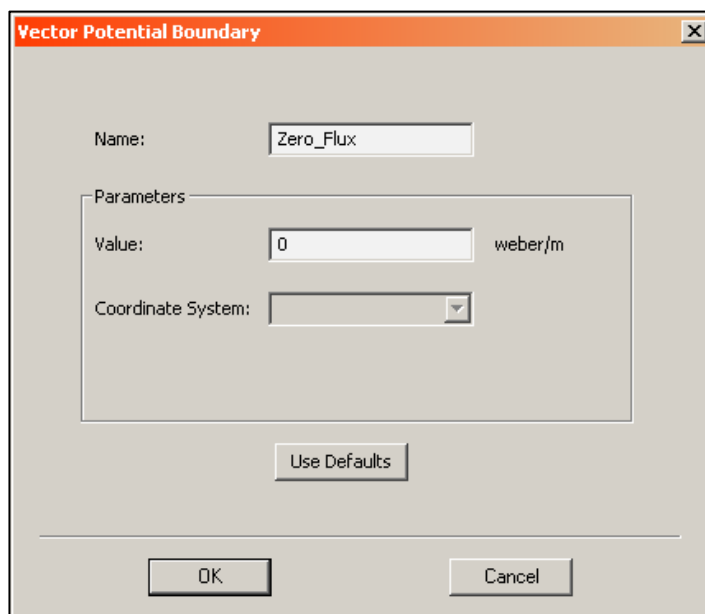 Vector Potential Boundary
Name: Zero_Flux
Parameters
Value: 0 weber/m
Coordinate System:
Use Defaults
OK Cancel